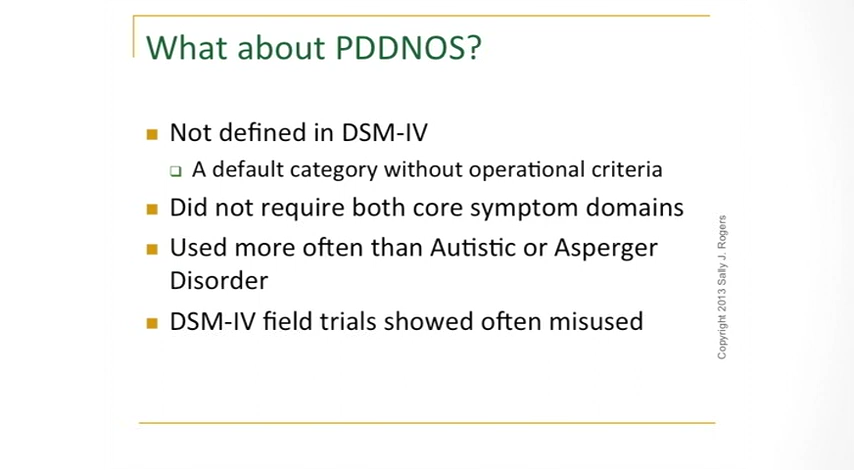 What about PDDNOS?
Not defined in DSM-IV
A default category without operational criteria
Did not require both core symptom domains
Used more often than Autistic or Asperger
Disorder
DSM-IV field trials showed often misused
Copyright 2013 Sally J. Rogers